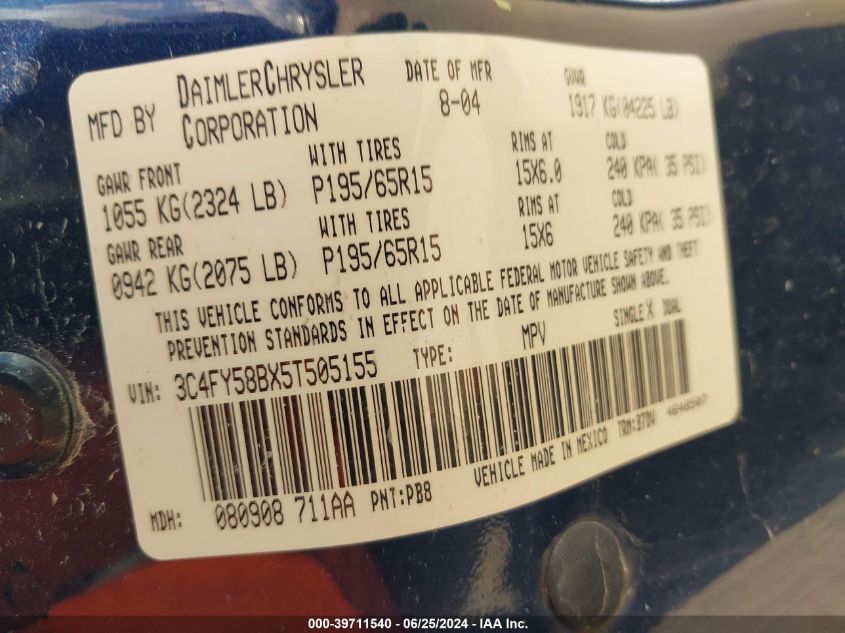 MFD BY DAIMLERCHRYSLER CORPORATION
DATE OF MFR 8-04
GVWR 1917 KG(04225 LB)
GAWR FRONT WITH TIRES RIMS AT COLD
1055 KG(2324 LB) P195/65R15 15X6.0 240 KPA( 35 PSI)
GAWR REAR WITH TIRES RIMS AT COLD
0942 KG(2075 LB) P195/65R15 15X6 240 KPA( 35 PSI)
THIS VEHICLE CONFORMS TO ALL APPLICABLE FEDERAL MOTOR VEHICLE SAFETY AND THEFT
PREVENTION STANDARDS IN EFFECT ON THE DATE OF MANUFACTURE SHOWN ABOVE.
VIN: 3C4FY58BX5T505155 TYPE: MPV SINGLE X DUAL
MDH: 080908 711AA PNT:PB8 VEHICLE MADE IN MEXICO TRM:
000-39711540 - 06/25/2024 - IAA, Inc.